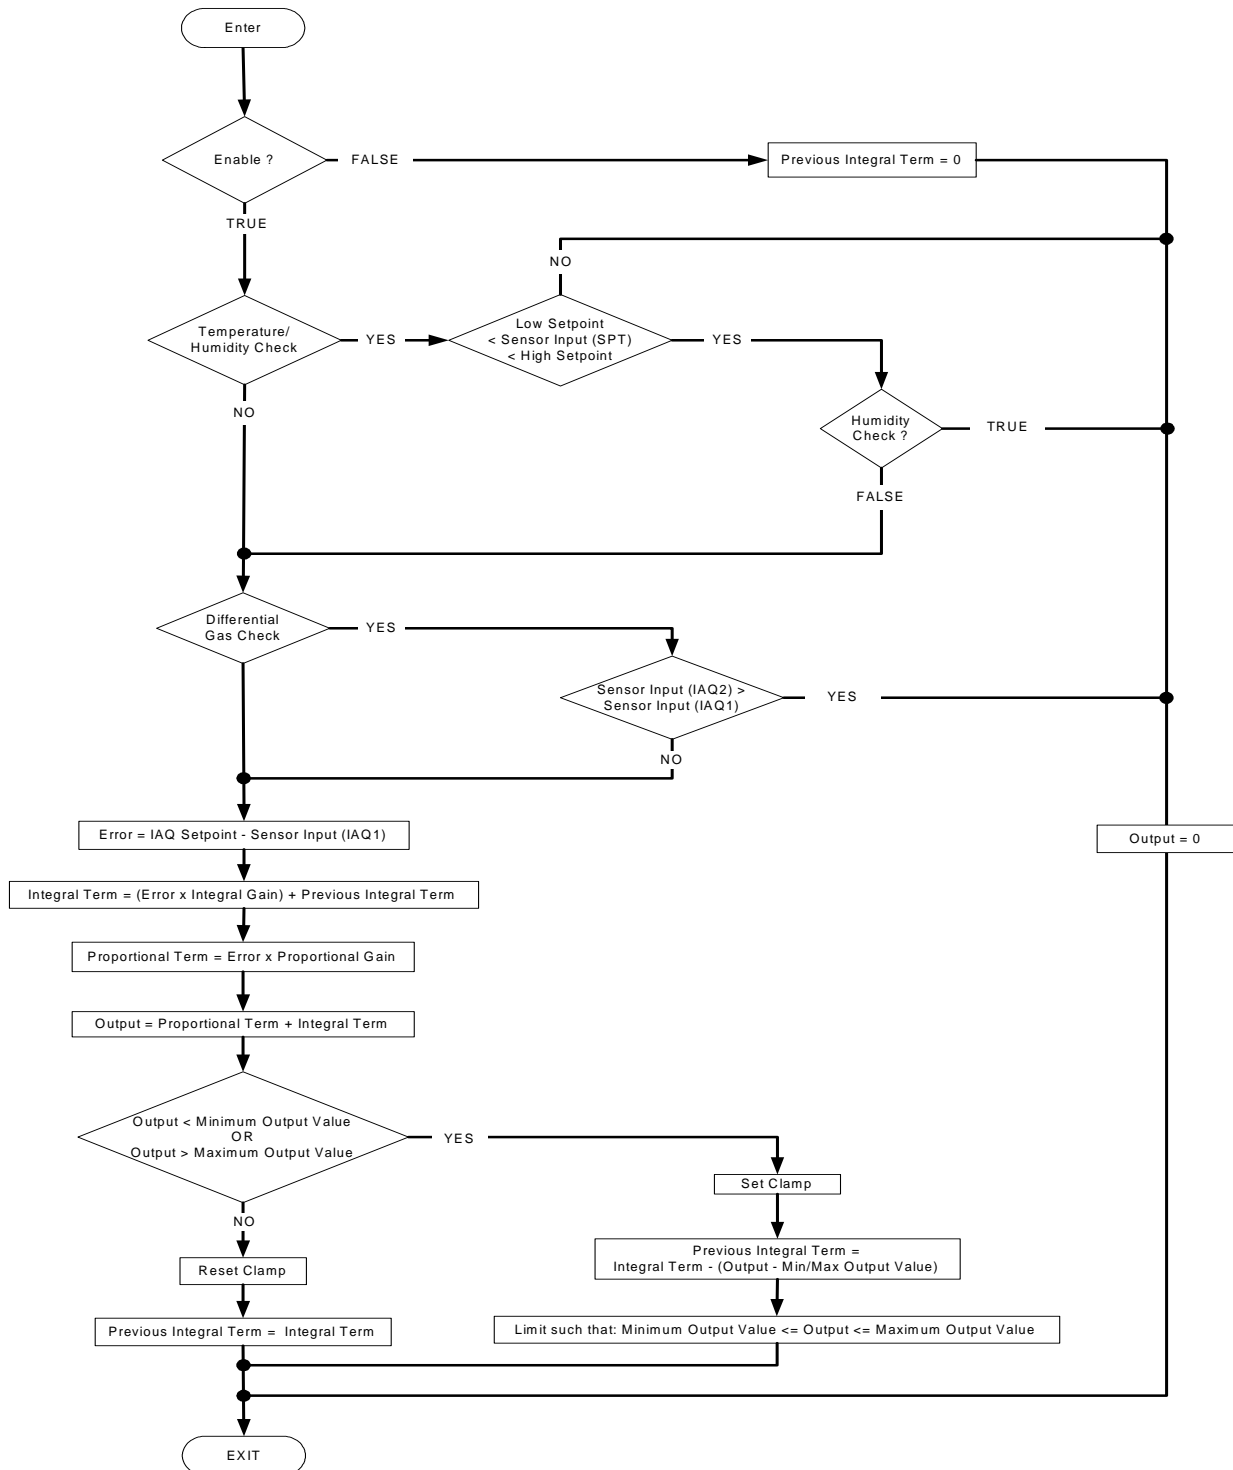 Enter
Enable ?
FALSE
Previous Integral Term = 0
TRUE
NO
Temperature/
Humidity Check
YES
Low Setpoint
< Sensor Input (SPT)
< High Setpoint
YES
NO
Humidity
Check ?
TRUE
FALSE
Differential
Gas Check
YES
Sensor Input (IAQ2) >
Sensor Input (IAQ1)
YES
NO
Error = IAQ Setpoint - Sensor Input (IAQ1)
Output = 0
Integral Term = (Error x Integral Gain) + Previous Integral Term
Proportional Term = Error x Proportional Gain
Output = Proportional Term + Integral Term
Output < Minimum Output Value
OR
Output > Maximum Output Value
YES
Set Clamp
NO
Previous Integral Term =
Integral Term - (Output - Min/Max Output Value)
Reset Clamp
Previous Integral Term = Integral Term
Limit such that: Minimum Output Value <= Output <= Maximum Output Value
EXIT